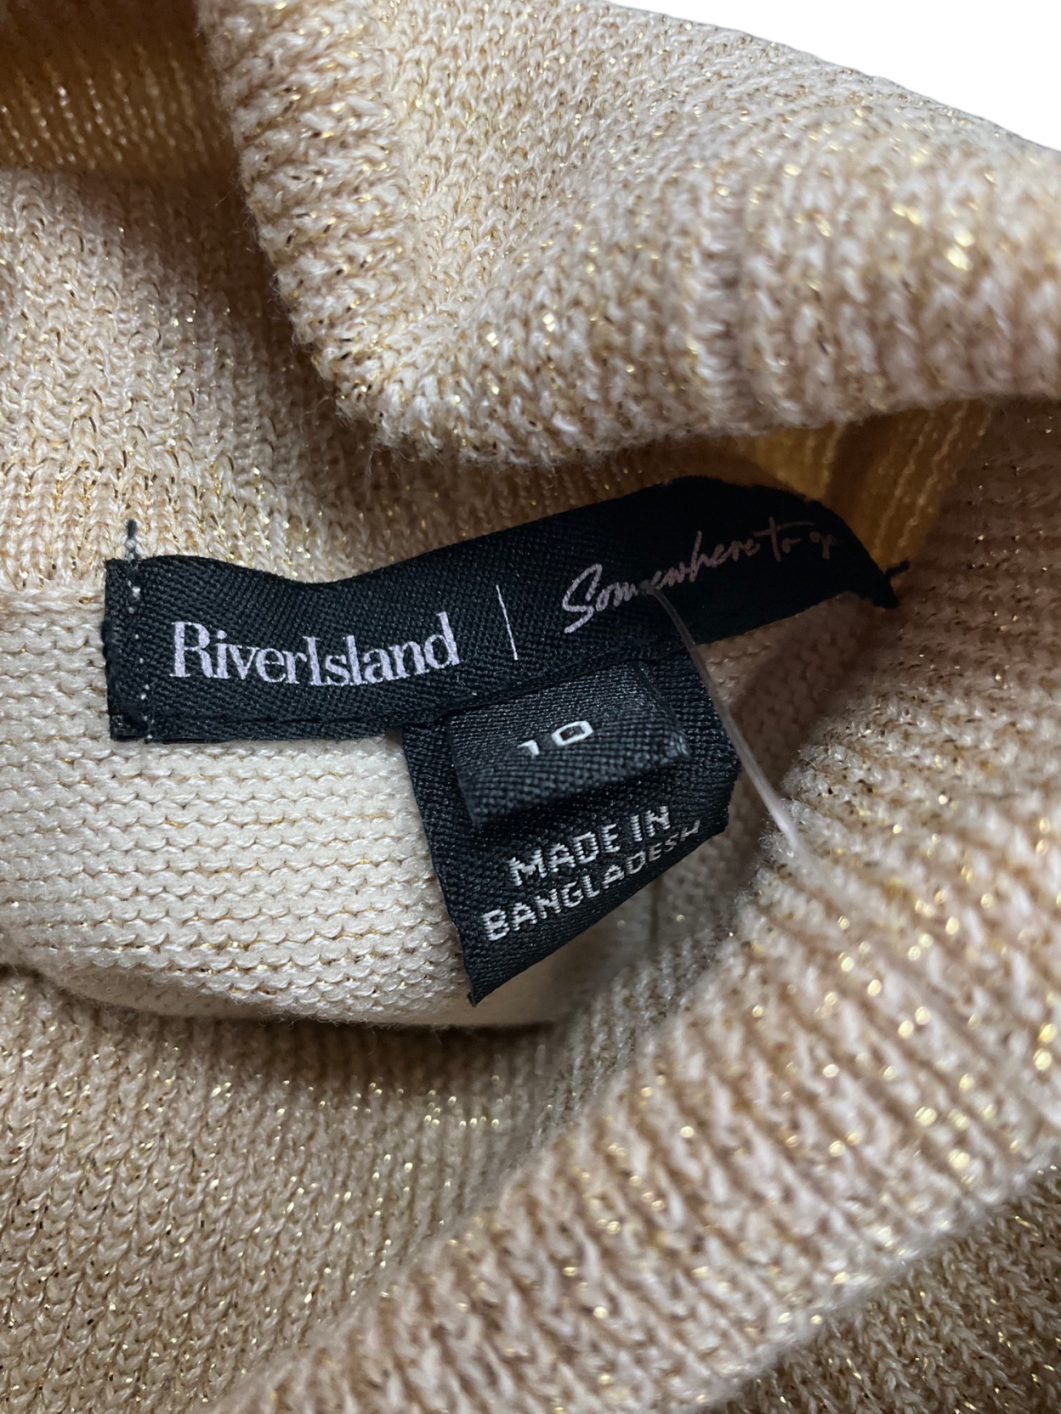 RiverIsland | Somewhere to
10
MADE IN
BANGLADESH